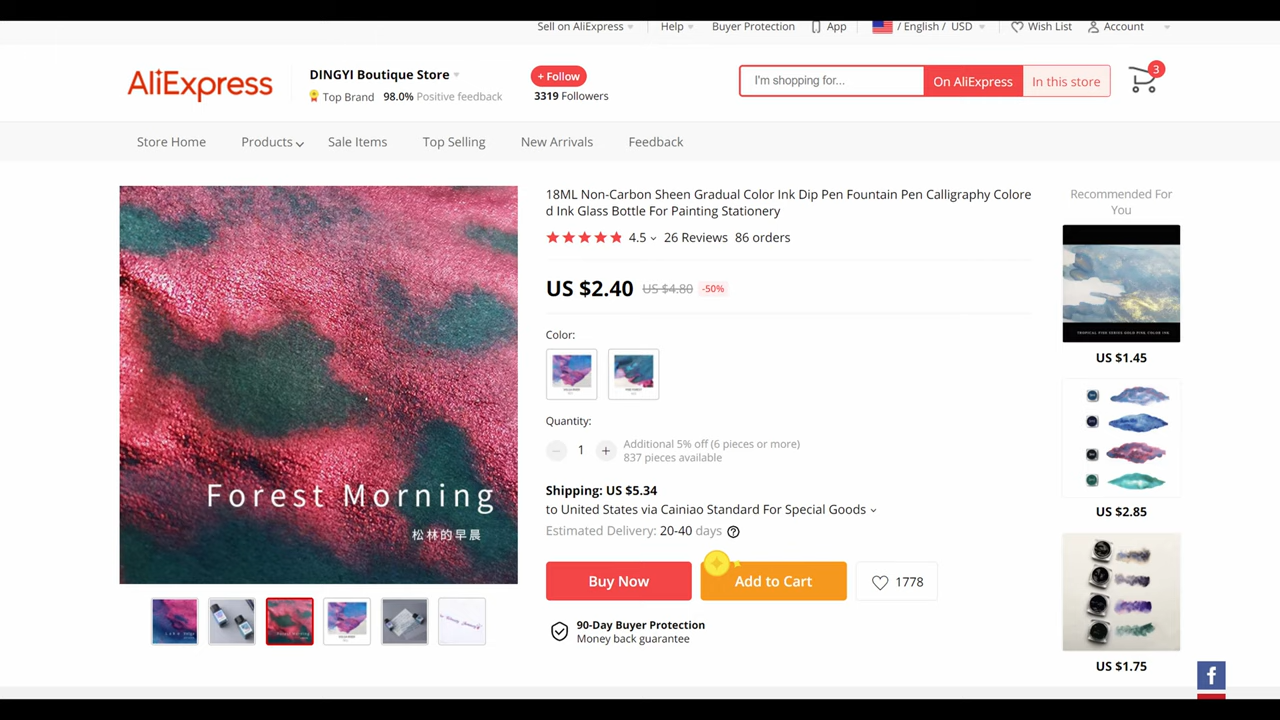 Sell on AliExpress
Help
Buyer Protection
App
/ English / USD
Wish List
Account
AliExpress
DINGYI Boutique Store
Top Brand 98.0% Positive feedback
+ Follow
3319 Followers
I'm shopping for...
On AliExpress
In this store
3
Store Home
Products
Sale Items
Top Selling
New Arrivals
Feedback
Forest Morning
松林的早晨
18ML Non-Carbon Sheen Gradual Color Ink Dip Pen Fountain Pen Calligraphy Colore
d Ink Glass Bottle For Painting Stationery
4.5
26 Reviews
86 orders
US $2.40
US $4.80
-50%
Color:
Quantity:
1
Additional 5% off (6 pieces or more)
837 pieces available
Shipping: US $5.34
to United States via Cainiao Standard For Special Goods
Estimated Delivery: 20-40 days
Buy Now
Add to Cart
1778
90-Day Buyer Protection
Money back guarantee
Recommended For
You
US $1.45
US $2.85
US $1.75
f